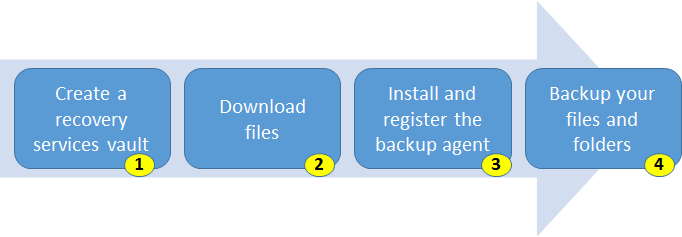 Create a
recovery
services vault
1
Download
files
2
Install and
register the
backup agent
3
Backup your
files and
folders
4